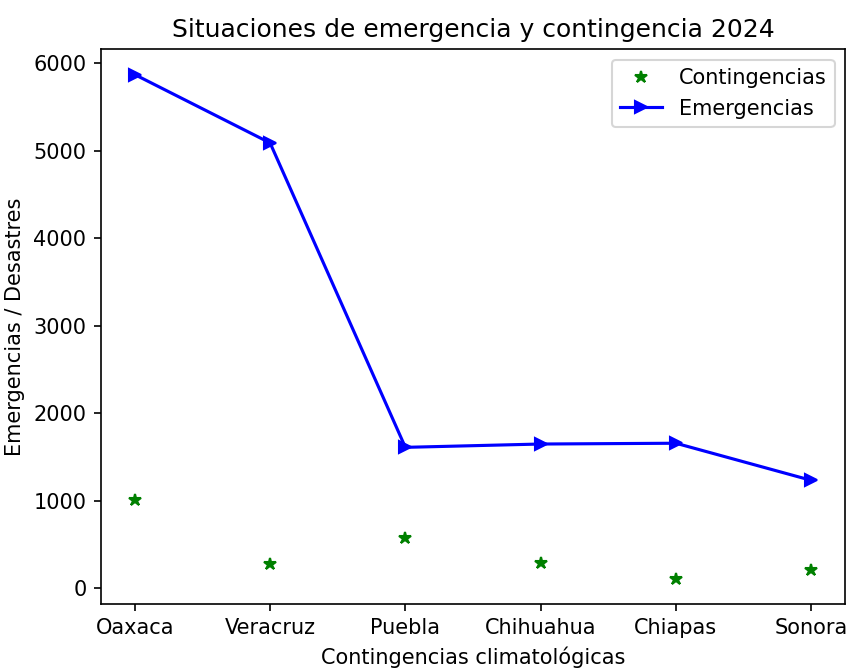 Situaciones de emergencia y contingencia 2024
Contingencias
Emergencias
Emergencias / Desastres
6000
5000
4000
3000
2000
1000
0
Oaxaca Veracruz Puebla Chihuahua Chiapas Sonora
Contingencias climatológicas